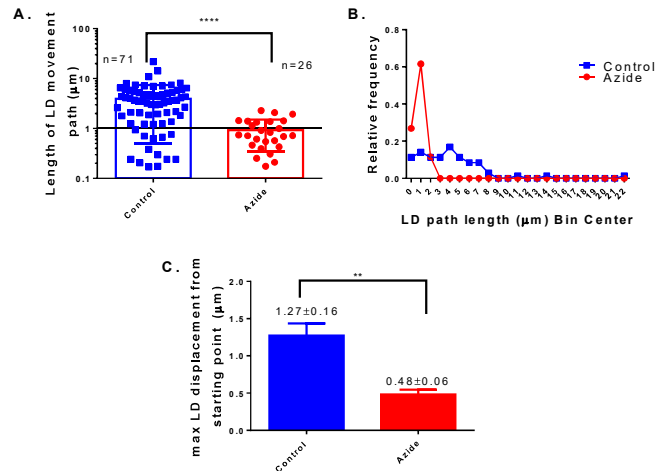 A.
Length of LD movement
path (µm)
100
10
1
0.1
****
n=71
n=26
Control
Azide
B.
Relative frequency
0.8
0.6
0.4
0.2
0.0
Control
Azide
0 1 2 3 4 5 6 7 8 9 10 11 12 13 14 15 16 17 18 19 20 21 22
LD path length (µm) Bin Center
C.
max LD displacement from
starting point (µm)
2.0
1.5
1.0
0.5
0.0
**
1.27±0.16
0.48±0.06
Control
Azide